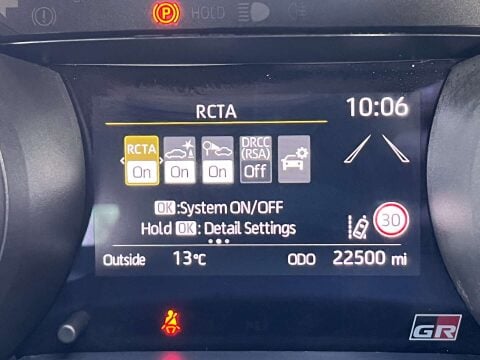 HOLD
RCTA
10:06
RCTA On On On DRCC (RSA) Off
OK:System ON/OFF
Hold OK: Detail Settings
30
Outside 13°C ODO 22500 mi
GR